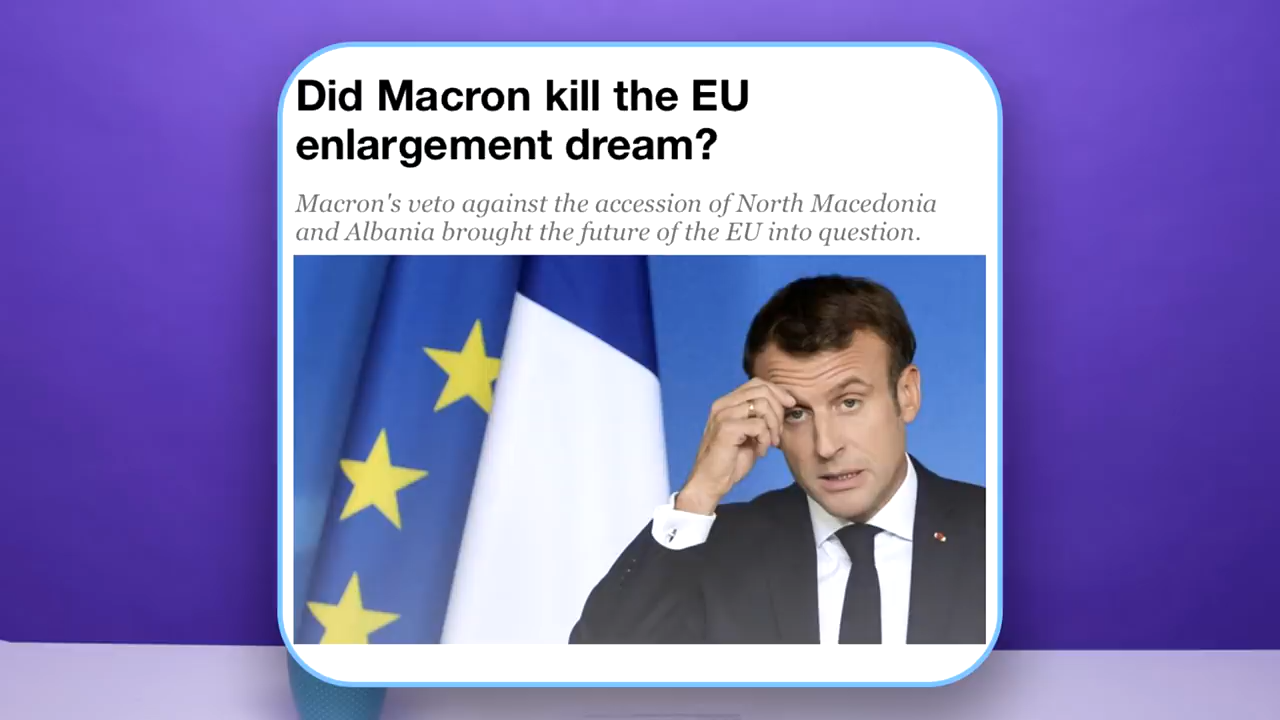 Did Macron kill the EU
enlargement dream?
Macron's veto against the accession of North Macedonia
and Albania brought the future of the EU into question.